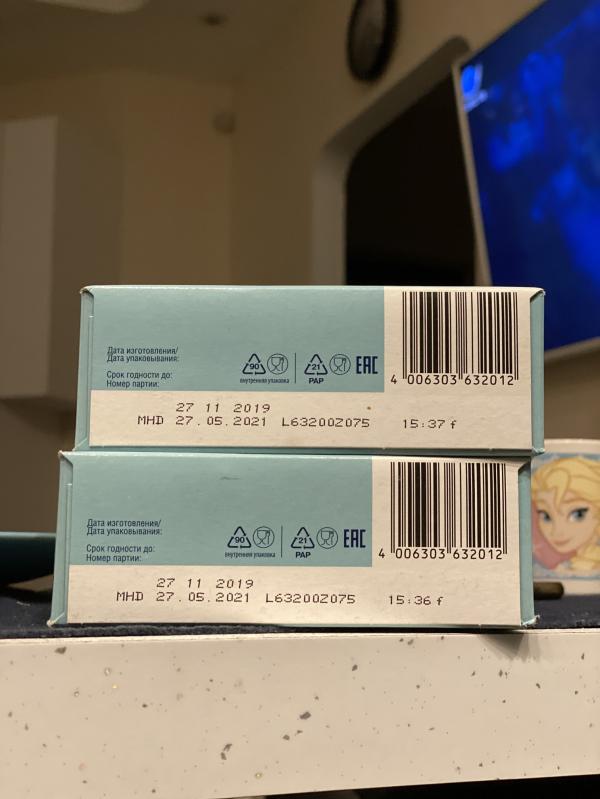 Дата изготовления/
Дата упаковывания:
Срок годности до:
Номер партии:
90
внутренняя упаковка
21
PAP
EAC
4 006303 632012
27 11 2019
MHD 27.05.2021 L63200Z075 15:37 f
Дата изготовления/
Дата упаковывания:
Срок годности до:
Номер партии:
90
внутренняя упаковка
21
PAP
EAC
4 006303 632012
27 11 2019
MHD 27.05.2021 L63200Z075 15:36 f